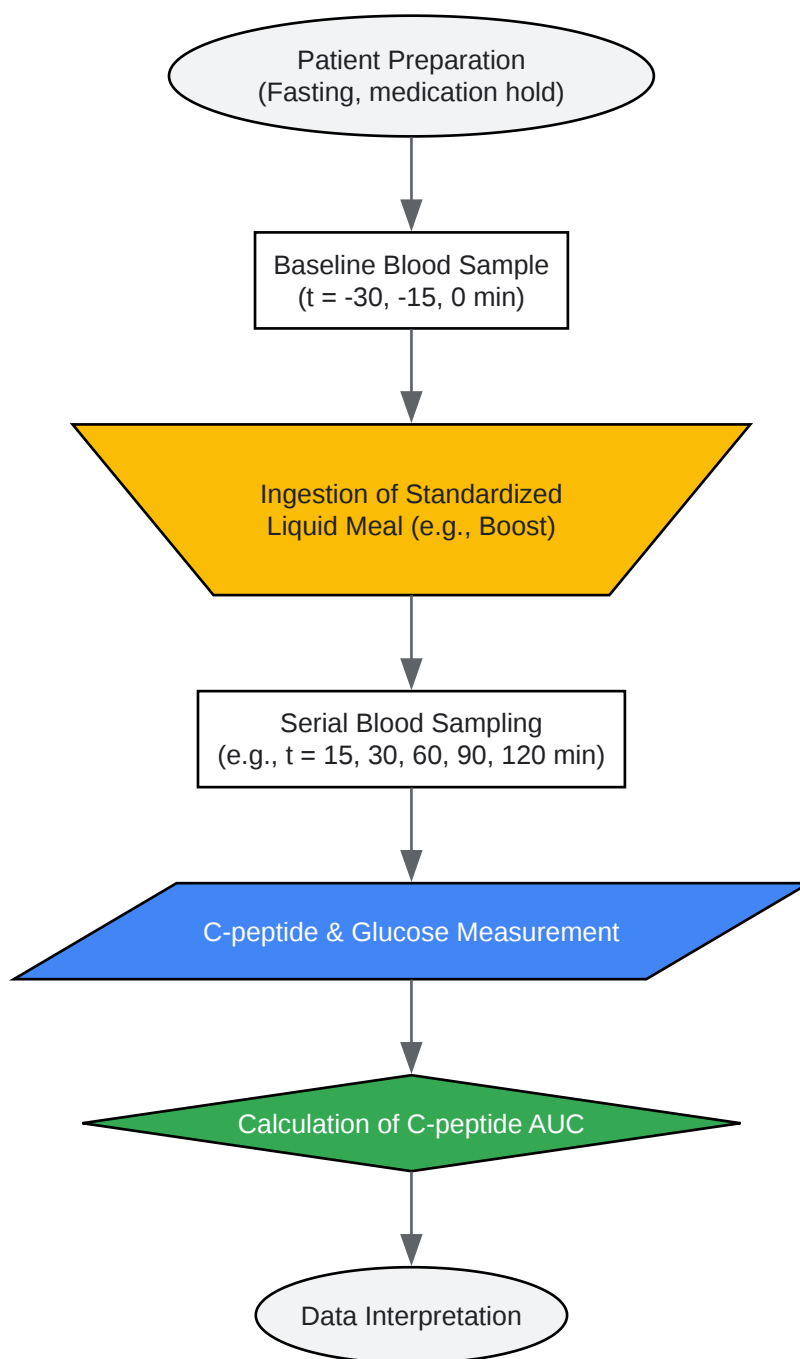 Patient Preparation
(Fasting, medication hold)
Baseline Blood Sample
(t = -30, -15, 0 min)
Ingestion of Standardized
Liquid Meal (e.g., Boost)
Serial Blood Sampling
(e.g., t = 15, 30, 60, 90, 120 min)
C-peptide & Glucose Measurement
Calculation of C-peptide AUC
Data Interpretation